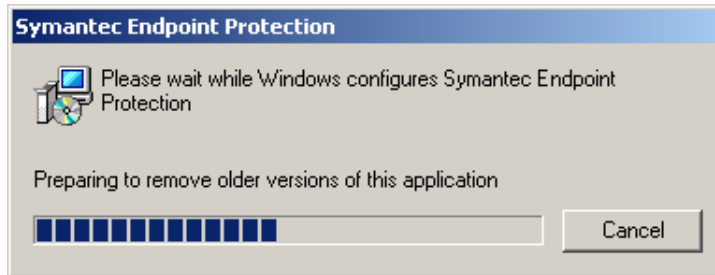 Symantec Endpoint Protection
Please wait while Windows configures Symantec Endpoint
Protection
Preparing to remove older versions of this application
Cancel